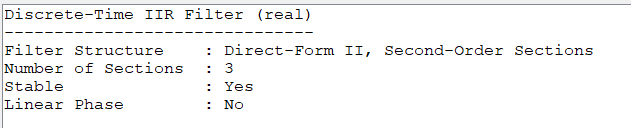 Discrete-Time IIR Filter (real)
-------------------------------
Filter Structure    : Direct-Form II, Second-Order Sections
Number of Sections  : 3
Stable              : Yes
Linear Phase        : No